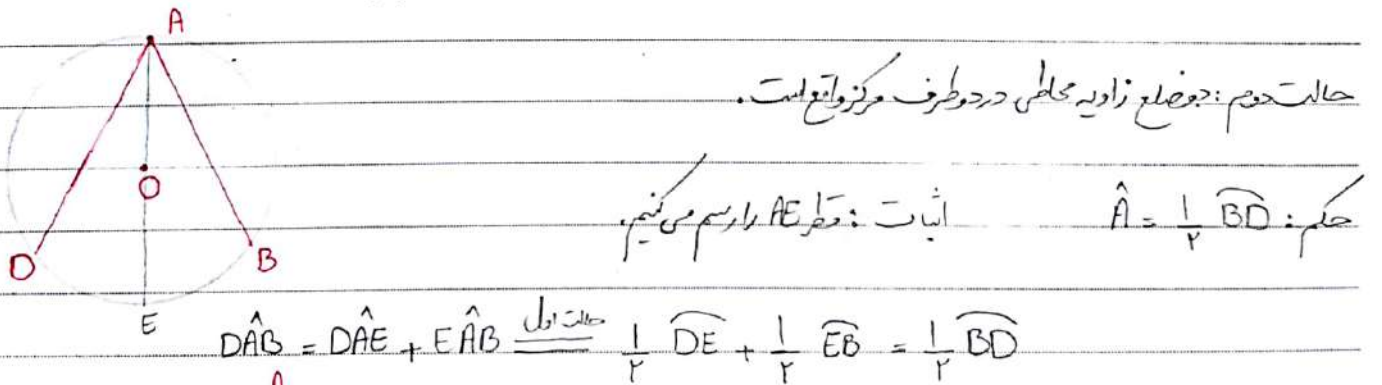 A
حالت دوم : دو ضلع زاویه محاطی در دو طرف مرکز واقع است .
O
حکم : Â = ۱/۲ BD⌢ اثبات : قطر AE را رسم می کنیم .
D
B
E
DÂB = DÂE + EÂB حالت اول = ۱/۲ DE⌢ + ۱/۲ EB⌢ = ۱/۲ BD⌢
A